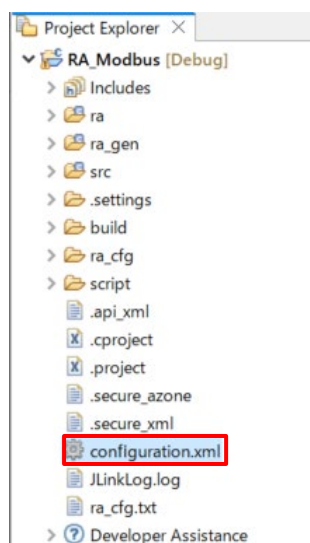 Project Explorer
RA_Modbus [Debug]
Includes
ra
ra_gen
src
.settings
build
ra_cfg
script
.api_xml
.cproject
.project
.secure_azone
.secure_xml
configuration.xml
JLinkLog.log
ra_cfg.txt
Developer Assistance